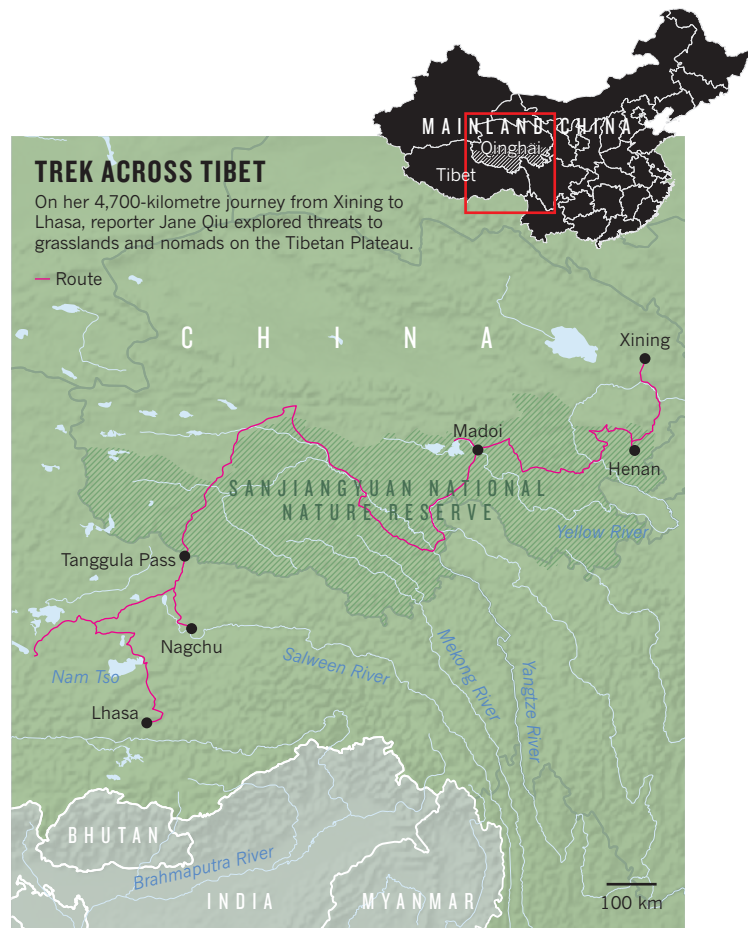 MAINLAND CHINA
Qinghai
Tibet
TREK ACROSS TIBET
On her 4,700-kilometre journey from Xining to
Lhasa, reporter Jane Qiu explored threats to
grasslands and nomads on the Tibetan Plateau.
Route
CHINA
Xining
Madoi
Henan
SANJIANGYUAN NATIONAL
NATURE RESERVE
Yellow River
Tanggula Pass
Nagchu
Salween River
Mekong River
Yangtze River
Nam Tso
Lhasa
BHUTAN
Brahmaputra River
INDIA
MYANMAR
100 km